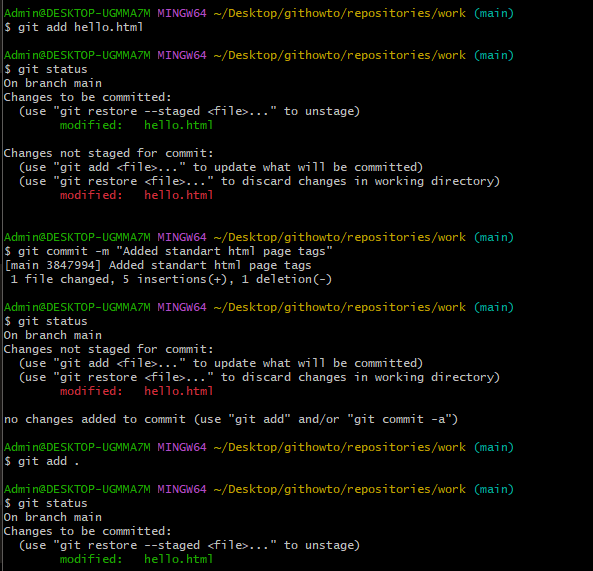 Admin@DESKTOP-UGMMA7M MINGW64 ~/Desktop/githowto/repositories/work (main)
$ git add hello.html
Admin@DESKTOP-UGMMA7M MINGW64 ~/Desktop/githowto/repositories/work (main)
$ git status
On branch main
Changes to be committed:
  (use "git restore --staged <file>..." to unstage)
        modified:   hello.html
Changes not staged for commit:
  (use "git add <file>..." to update what will be committed)
  (use "git restore <file>..." to discard changes in working directory)
        modified:   hello.html
Admin@DESKTOP-UGMMA7M MINGW64 ~/Desktop/githowto/repositories/work (main)
$ git commit -m "Added standart html page tags"
[main 3847994] Added standart html page tags
 1 file changed, 5 insertions(+), 1 deletion(-)
Admin@DESKTOP-UGMMA7M MINGW64 ~/Desktop/githowto/repositories/work (main)
$ git status
On branch main
Changes not staged for commit:
  (use "git add <file>..." to update what will be committed)
  (use "git restore <file>..." to discard changes in working directory)
        modified:   hello.html
no changes added to commit (use "git add" and/or "git commit -a")
Admin@DESKTOP-UGMMA7M MINGW64 ~/Desktop/githowto/repositories/work (main)
$ git add .
Admin@DESKTOP-UGMMA7M MINGW64 ~/Desktop/githowto/repositories/work (main)
$ git status
On branch main
Changes to be committed:
  (use "git restore --staged <file>..." to unstage)
        modified:   hello.html